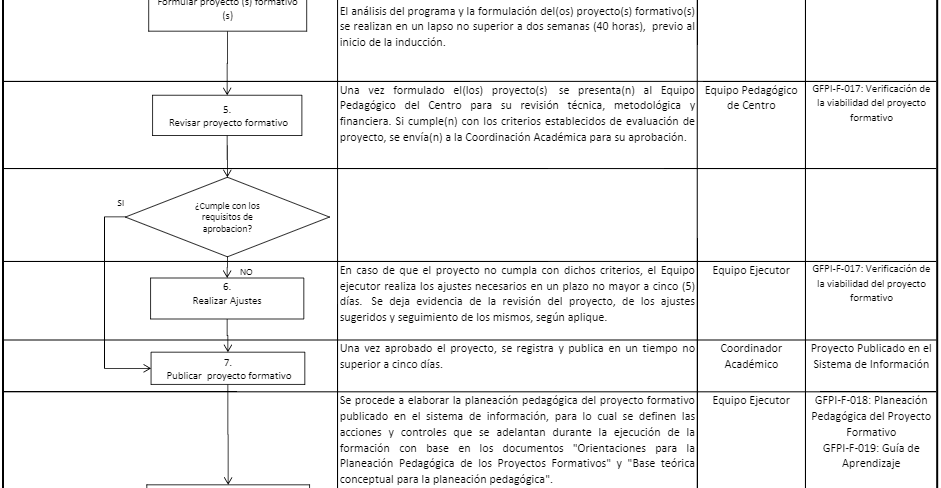 Formular proyecto (s) formativo
(s)
El análisis del programa y la formulación del(os) proyecto(s) formativo(s)
se realizan en un lapso no superior a dos semanas (40 horas), previo al
inicio de la inducción.
5.
Revisar proyecto formativo
Una vez formulado el(los) proyecto(s) se presenta(n) al Equipo
Pedagógico del Centro para su revisión técnica, metodológica y
financiera. Si cumple(n) con los criterios establecidos de evaluación de
proyecto, se envía(n) a la Coordinación Académica para su aprobación.
Equipo Pedagógico
de Centro
GFPI-F-017: Verificación de
la viabilidad del proyecto
formativo
SI
¿Cumple con los
requisitos de
aprobacion?
NO
6.
Realizar Ajustes
En caso de que el proyecto no cumpla con dichos criterios, el Equipo
ejecutor realiza los ajustes necesarios en un plazo no mayor a cinco (5)
días. Se deja evidencia de la revisión del proyecto, de los ajustes
sugeridos y seguimiento de los mismos, según aplique.
Equipo Ejecutor
GFPI-F-017: Verificación de
la viabilidad del proyecto
formativo
7.
Publicar proyecto formativo
Una vez aprobado el proyecto, se registra y publica en un tiempo no
superior a cinco días.
Coordinador
Académico
Proyecto Publicado en el
Sistema de Información
Se procede a elaborar la planeación pedagógica del proyecto formativo
publicado en el sistema de información, para lo cual se definen las
acciones y controles que se adelantan durante la ejecución de la
formación con base en los documentos "Orientaciones para la
Planeación Pedagógica de los Proyectos Formativos" y "Base teórica
conceptual para la planeación pedagógica".
Equipo Ejecutor
GFPI-F-018: Planeación
Pedagógica del Proyecto
Formativo
GFPI-F-019: Guía de
Aprendizaje